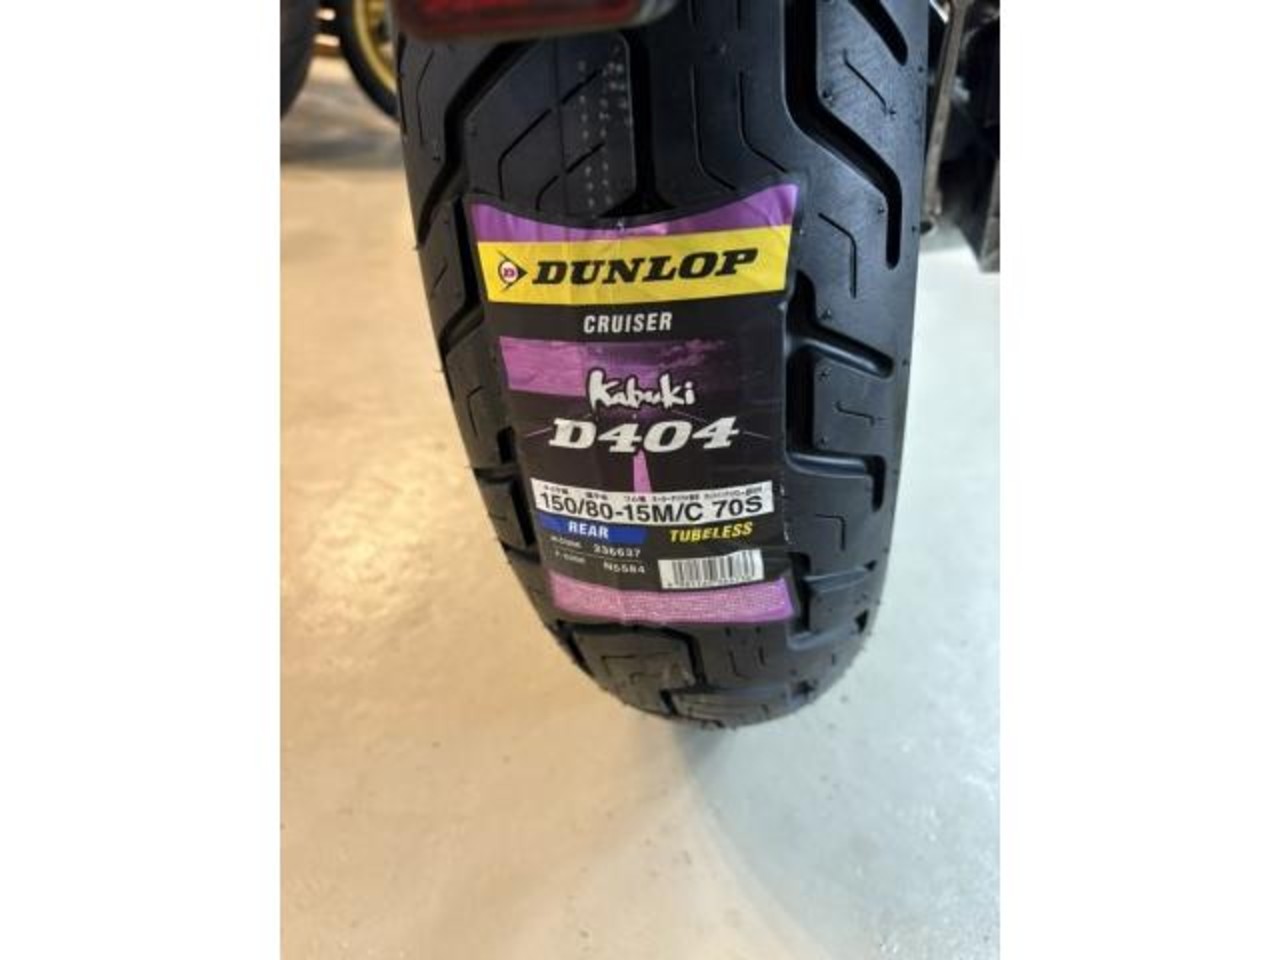 DUNLOP
CRUISER
Kabuki
D404
150/80-15M/C 70S
REAR TUBELESS
236637
N5584